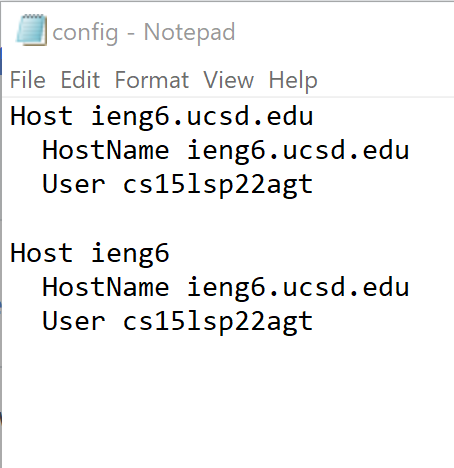 config - Notepad
File Edit Format View Help
Host ieng6.ucsd.edu
  HostName ieng6.ucsd.edu
  User cs15lsp22agt

Host ieng6
  HostName ieng6.ucsd.edu
  User cs15lsp22agt